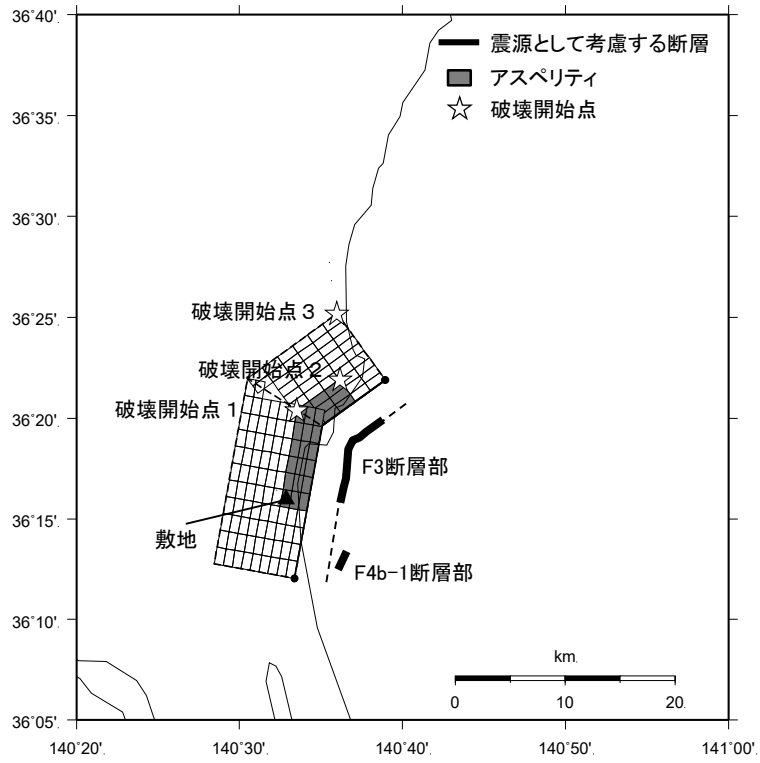 36°40'
震源として考慮する断層
アスペリティ
破壊開始点
36°35'
36°30'
36°25'
破壊開始点3
破壊開始点2
36°20'
破壊開始点1
F3断層部
36°15'
敷地
F4b-1断層部
36°10'
km
0 10 20
36°05'
140°20' 140°30' 140°40' 140°50' 141°00'